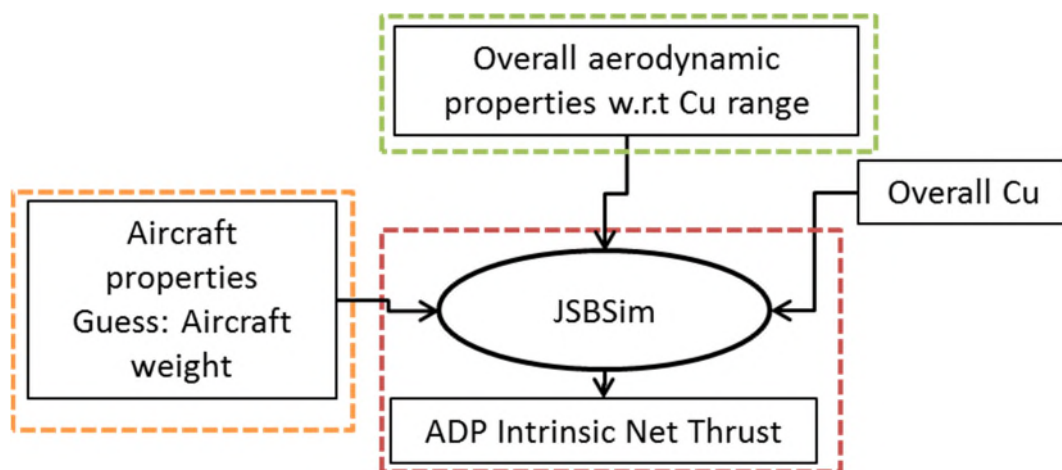 Overall aerodynamic
properties w.r.t Cu range
Overall Cu
Aircraft
properties
Guess: Aircraft
weight
JSBSim
ADP Intrinsic Net Thrust